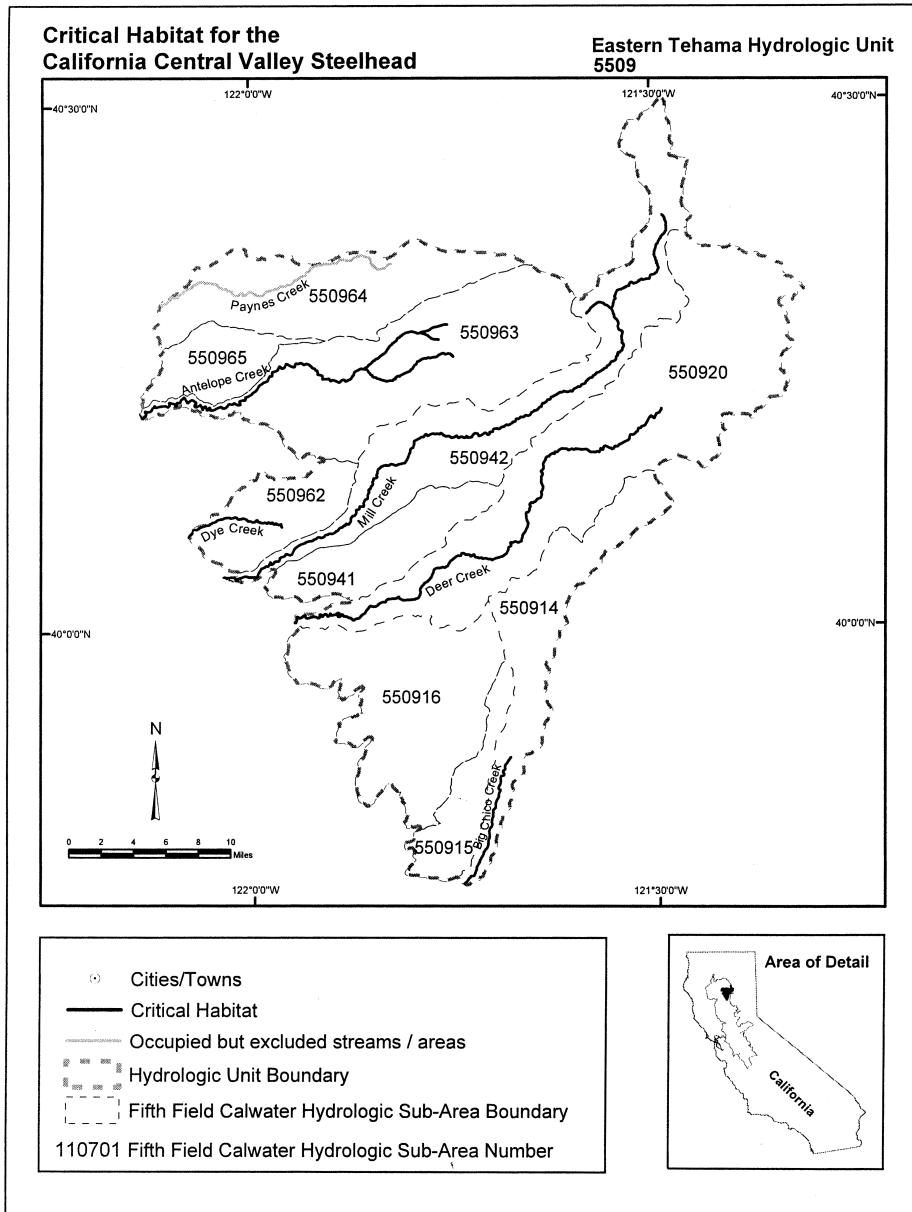 Critical Habitat for the
California Central Valley Steelhead
Eastern Tehama Hydrologic Unit
5509
122°0'0"W
121°30'0"W
40°30'0"N
40°30'0"N
Paynes Creek
550964
550963
550965
Antelope Creek
550920
550942
550962
Mill Creek
Dye Creek
550941
Deer Creek
550914
40°0'0"N
40°0'0"N
550916
N
Big Chico Creek
0 2 4 6 8 10
Miles
550915
122°0'0"W
121°30'0"W
Cities/Towns
Critical Habitat
Occupied but excluded streams / areas
Hydrologic Unit Boundary
Fifth Field Calwater Hydrologic Sub-Area Boundary
110701 Fifth Field Calwater Hydrologic Sub-Area Number
Area of Detail
California